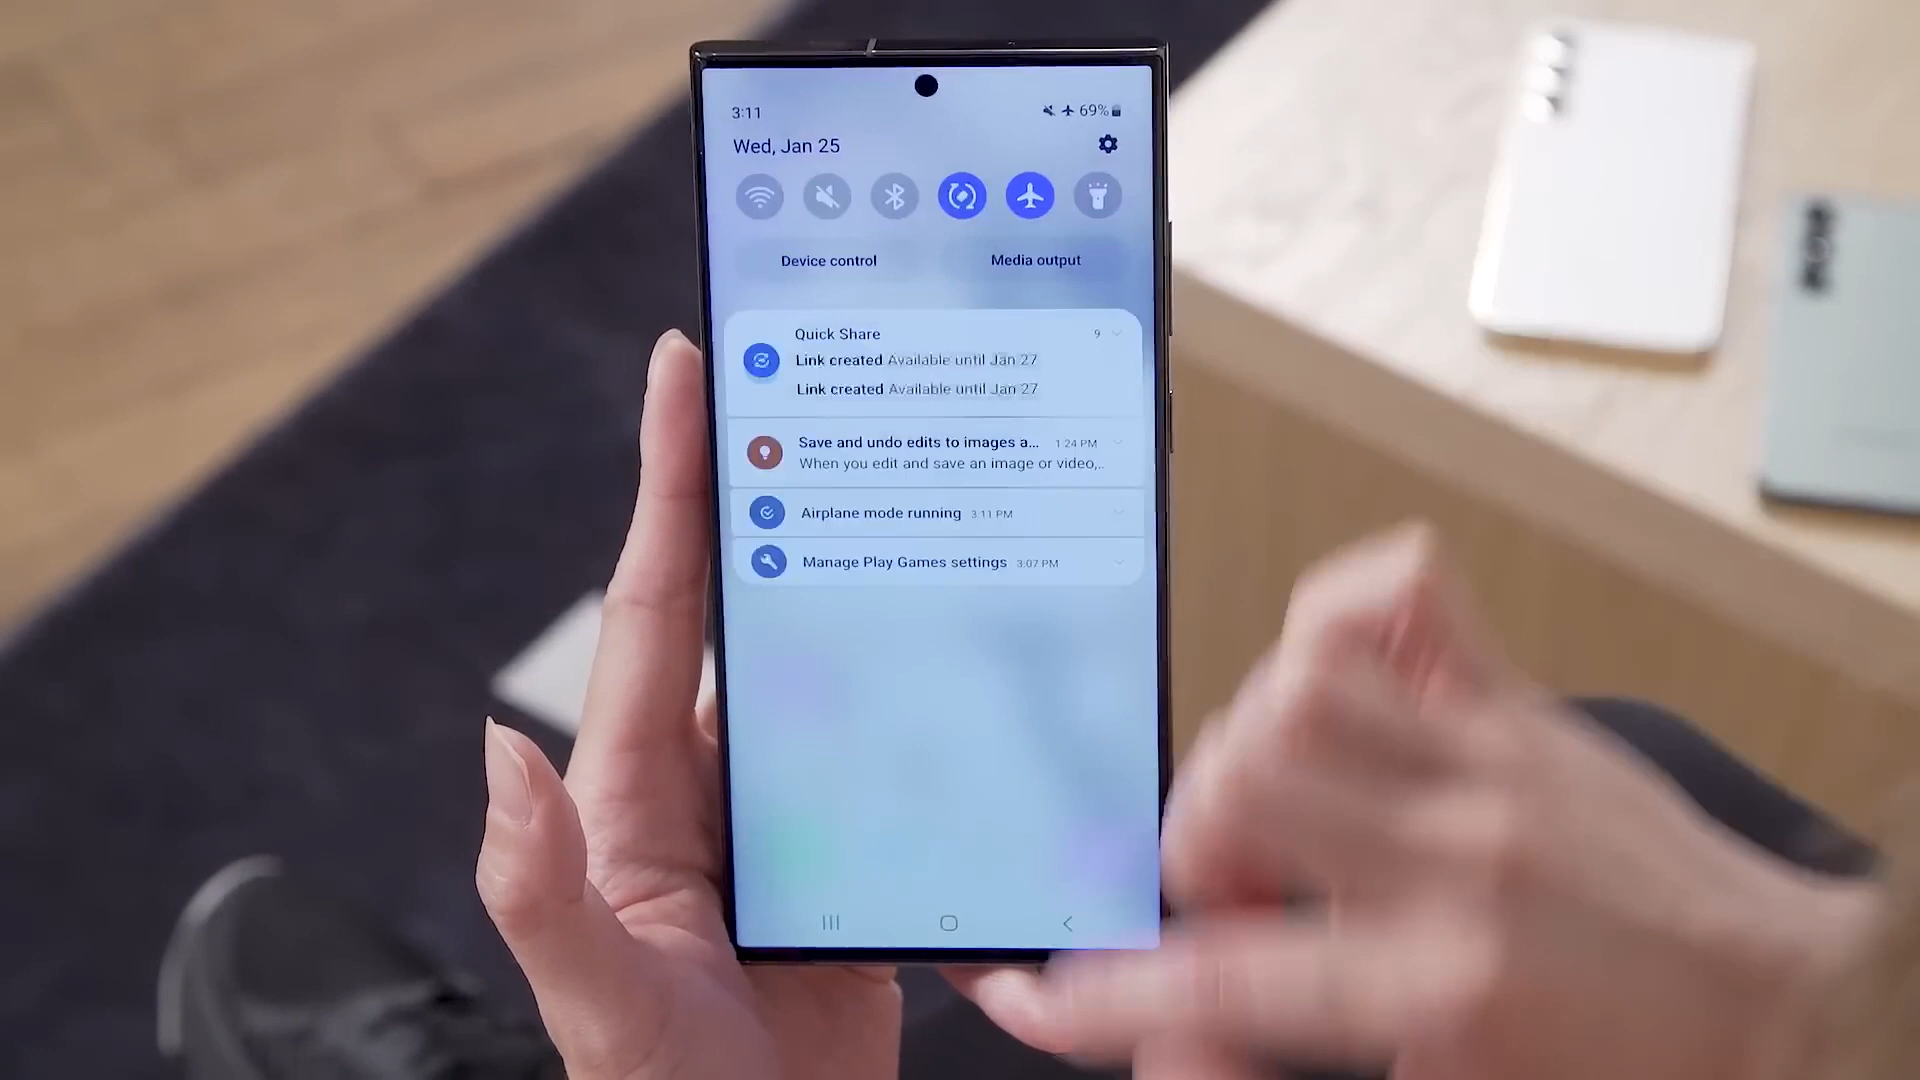 3:11
69%
Wed, Jan 25
Device control
Media output
Quick Share
9
Link created Available until Jan 27
Link created Available until Jan 27
Save and undo edits to images a... 1:24 PM
When you edit and save an image or video,..
Airplane mode running 3:11 PM
Manage Play Games settings 3:07 PM